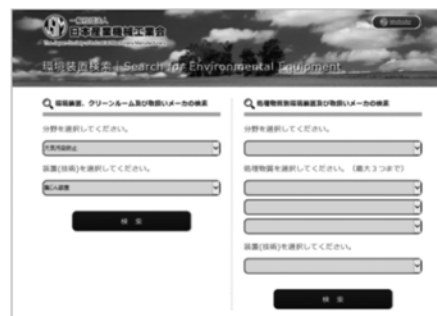 一般社団法人
日本産業機械工業会
The Japan Society of Industrial Machinery Manufacturers
環境装置検索 | Search for Environmental Equipment
環境装置、クリーンルーム及び取扱いメーカの検索
分野を選択してください。
大気汚染防止
装置(技術)を選択してください。
集じん装置
検 索
処理物質別環境装置及び取扱いメーカの検索
分野を選択してください。
処理物質を選択してください。（最大３つまで）
装置(技術)を選択してください。
検 索